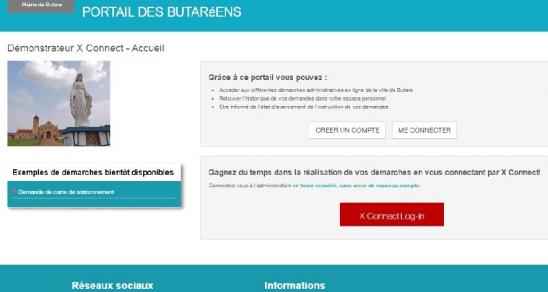 Mairie de Butare
PORTAIL DES BUTARéENS
Démonstrateur X Connect - Accueil
Grâce à ce portail vous pouvez :
Accéder aux différentes démarches administratives en ligne de la ville de Butare
Retouver l'historique de vos demandes dans votre espace personnel
Etre informé de l'état d'avancement de l'instruction de vos demandes
CREER UN COMPTE
ME CONNECTER
Exemples de démarches bientôt disponibles
Demande de carte de stationnement
Gagnez du temps dans la réalisation de vos démarches en vous connectant par X Connect!
Connectez vous à l'administration en toute sécurité, sans créer de nouveau compte.
X Connect Log-in
Réseaux sociaux
Informations